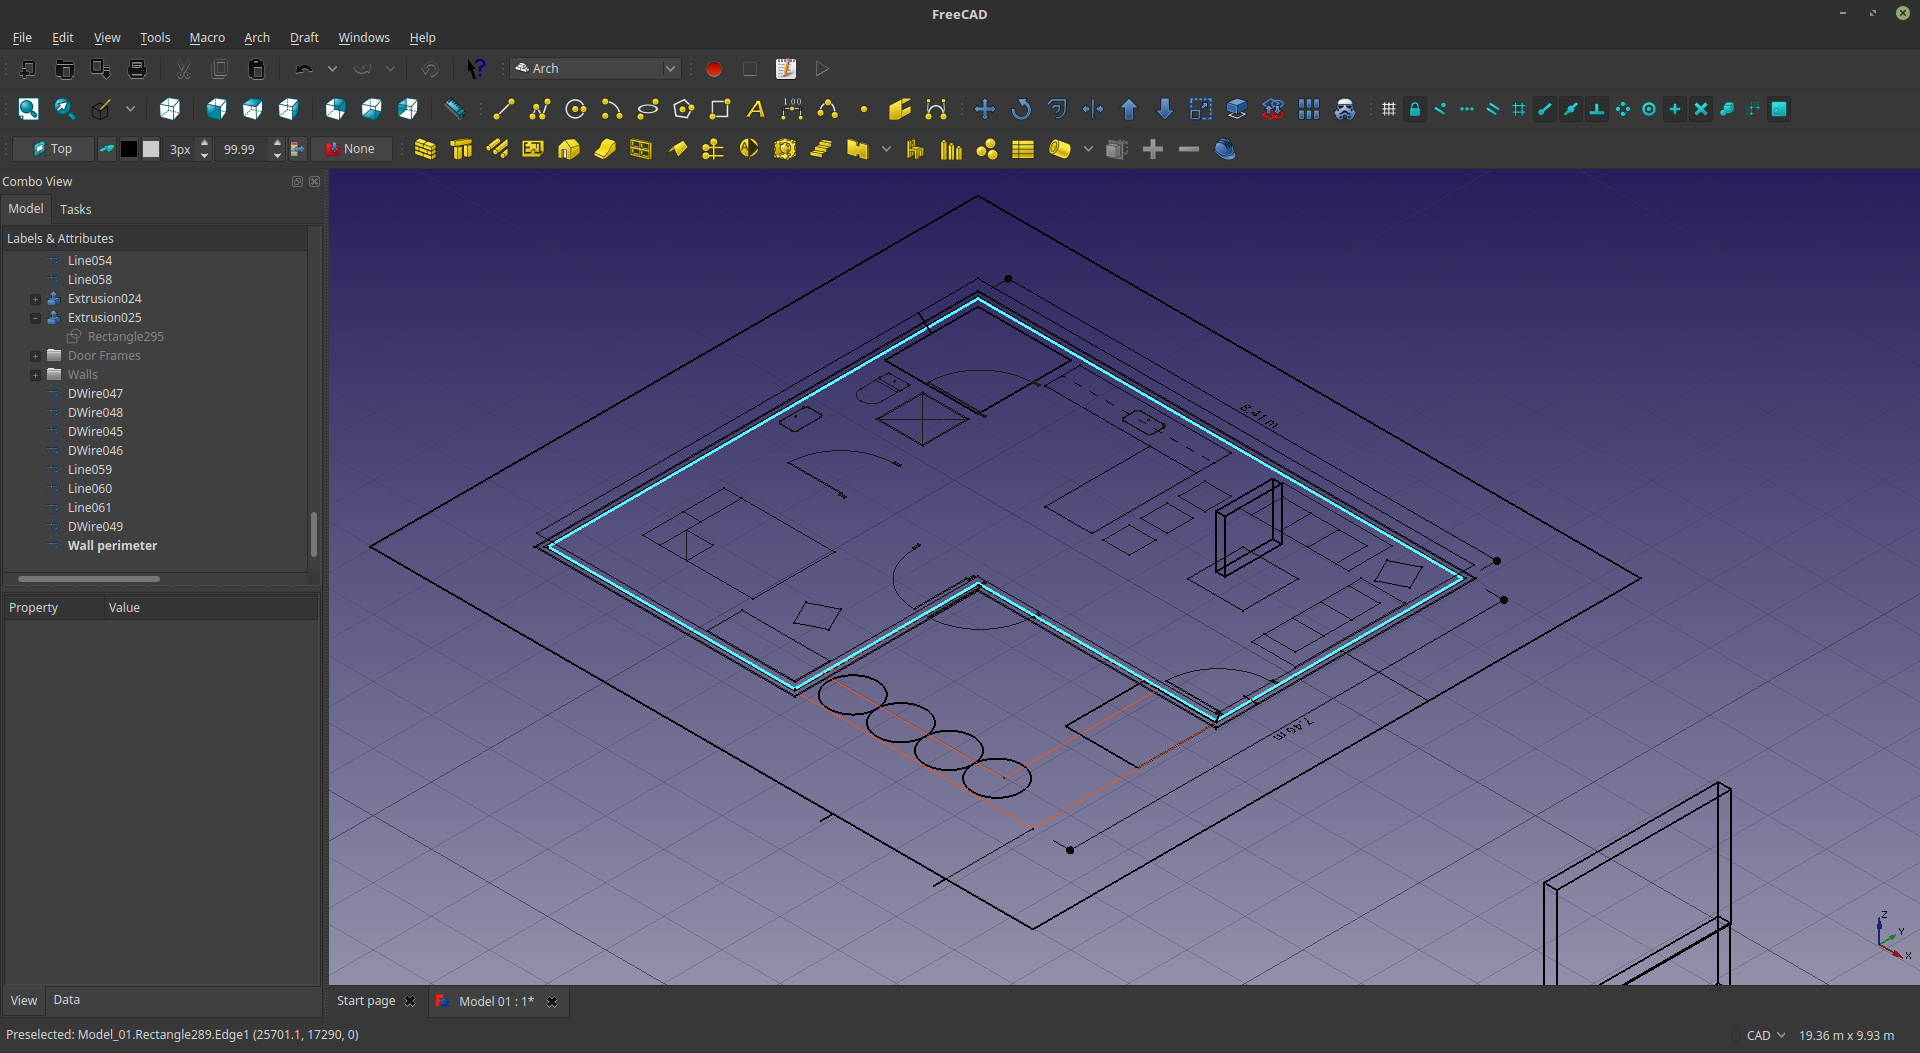 FreeCAD
File Edit View Tools Macro Arch Draft Windows Help
Arch
A 1.00
Top 3px 99.99 None
Combo View
Model Tasks
Labels & Attributes
Line054
Line058
Extrusion024
Extrusion025
Rectangle295
Door Frames
Walls
DWire047
DWire048
DWire045
DWire046
Line059
Line060
Line061
DWire049
Wall perimeter
Property Value
8.41 m
7.46 m
Z
Y
X
View Data
Start page Model 01 : 1*
Preselected: Model_01.Rectangle289.Edge1 (25701.1, 17290, 0)
CAD 19.36 m x 9.93 m